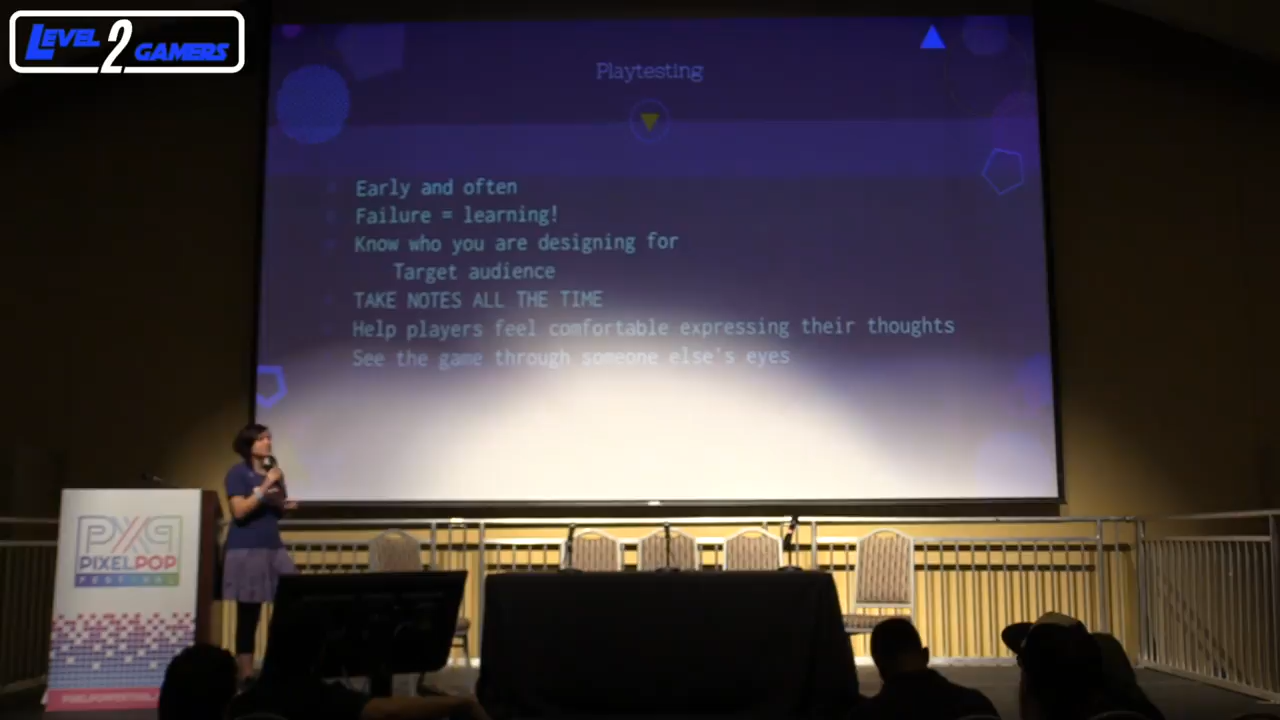 LEVEL 2 GAMERS
Playtesting
Early and often
Failure = learning!
Know who you are designing for
Target audience
TAKE NOTES ALL THE TIME
Help players feel comfortable expressing their thoughts
See the game through someone else's eyes
PXP
PIXELPOP
FESTIVAL